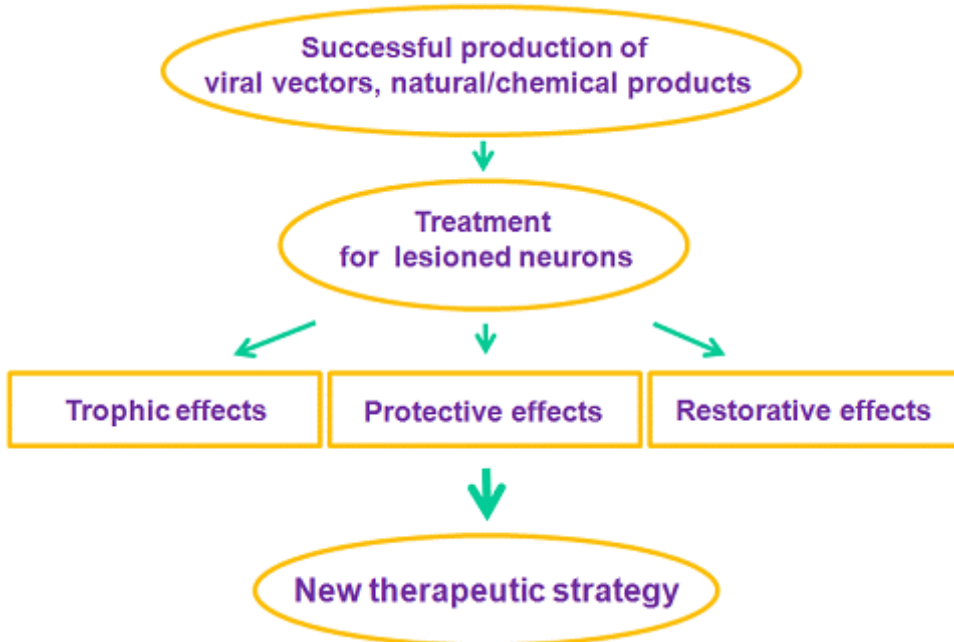 Successful production of
viral vectors, natural/chemical products
Treatment
for lesioned neurons
Trophic effects
Protective effects
Restorative effects
New therapeutic strategy